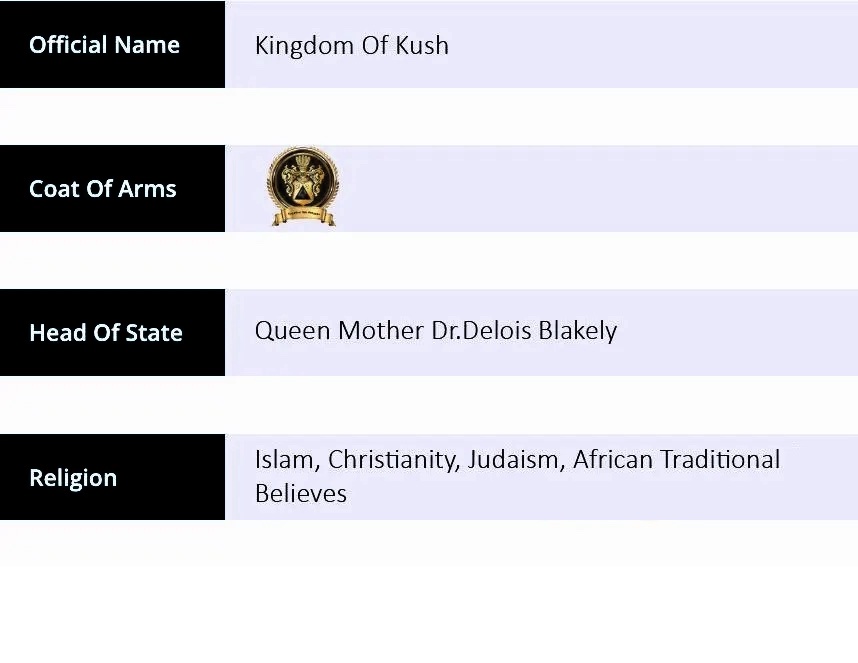 Official Name
Kingdom Of Kush
Coat Of Arms
Head Of State
Queen Mother Dr.Delois Blakely
Religion
Islam, Christianity, Judaism, African Traditional
Believes